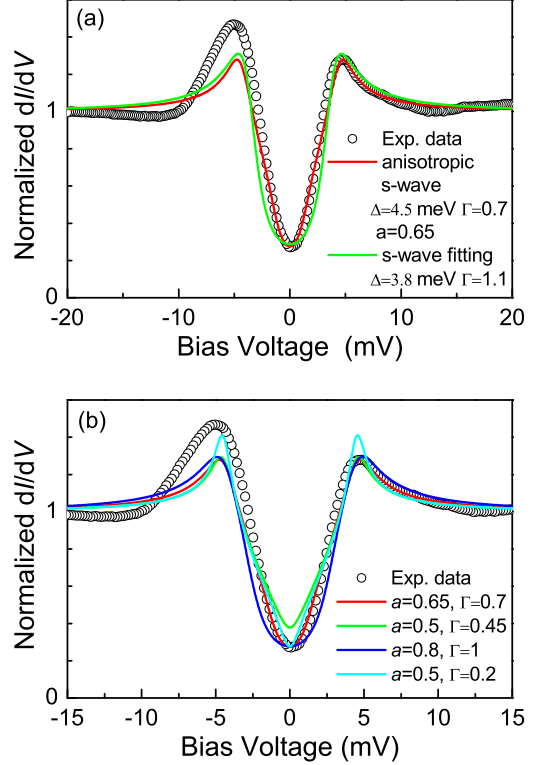 (a)
Normalized dI/dV
1
0
Exp. data
anisotropic
s-wave
Δ=4.5 meV Γ=0.7
a=0.65
s-wave fitting
Δ=3.8 meV Γ=1.1
-20 -10 0 10 20
Bias Voltage (mV)
(b)
Normalized dI/dV
1
0
Exp. data
a=0.65, Γ=0.7
a=0.5, Γ=0.45
a=0.8, Γ=1
a=0.5, Γ=0.2
-15 -10 -5 0 5 10 15
Bias Voltage (mV)